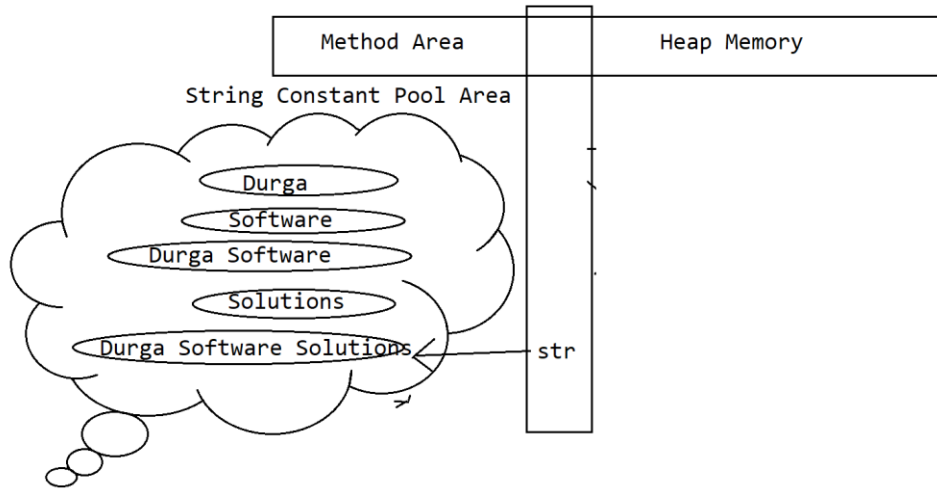 Method Area
Heap Memory
String Constant Pool Area
Durga
Software
Durga Software
Solutions
Durga Software Solutions
str